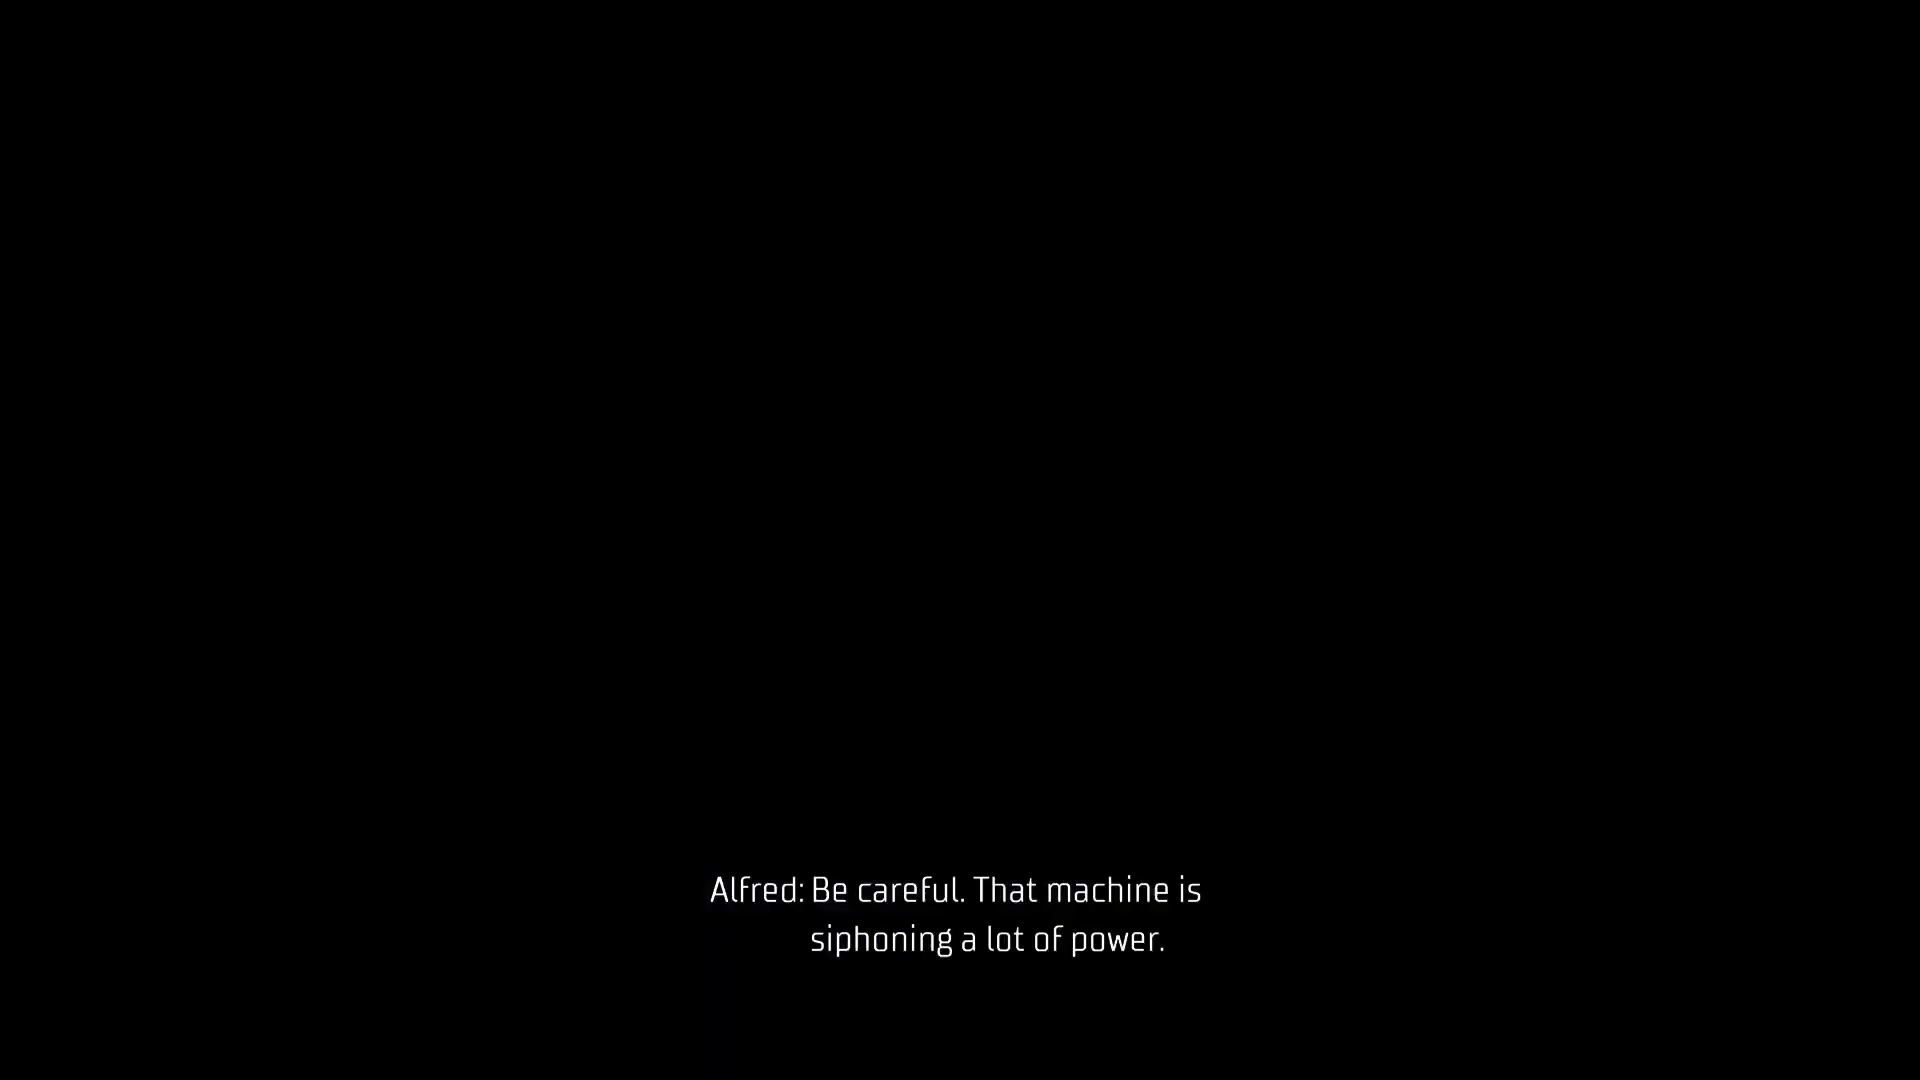 Alfred: Be careful. That machine is
siphoning a lot of power.